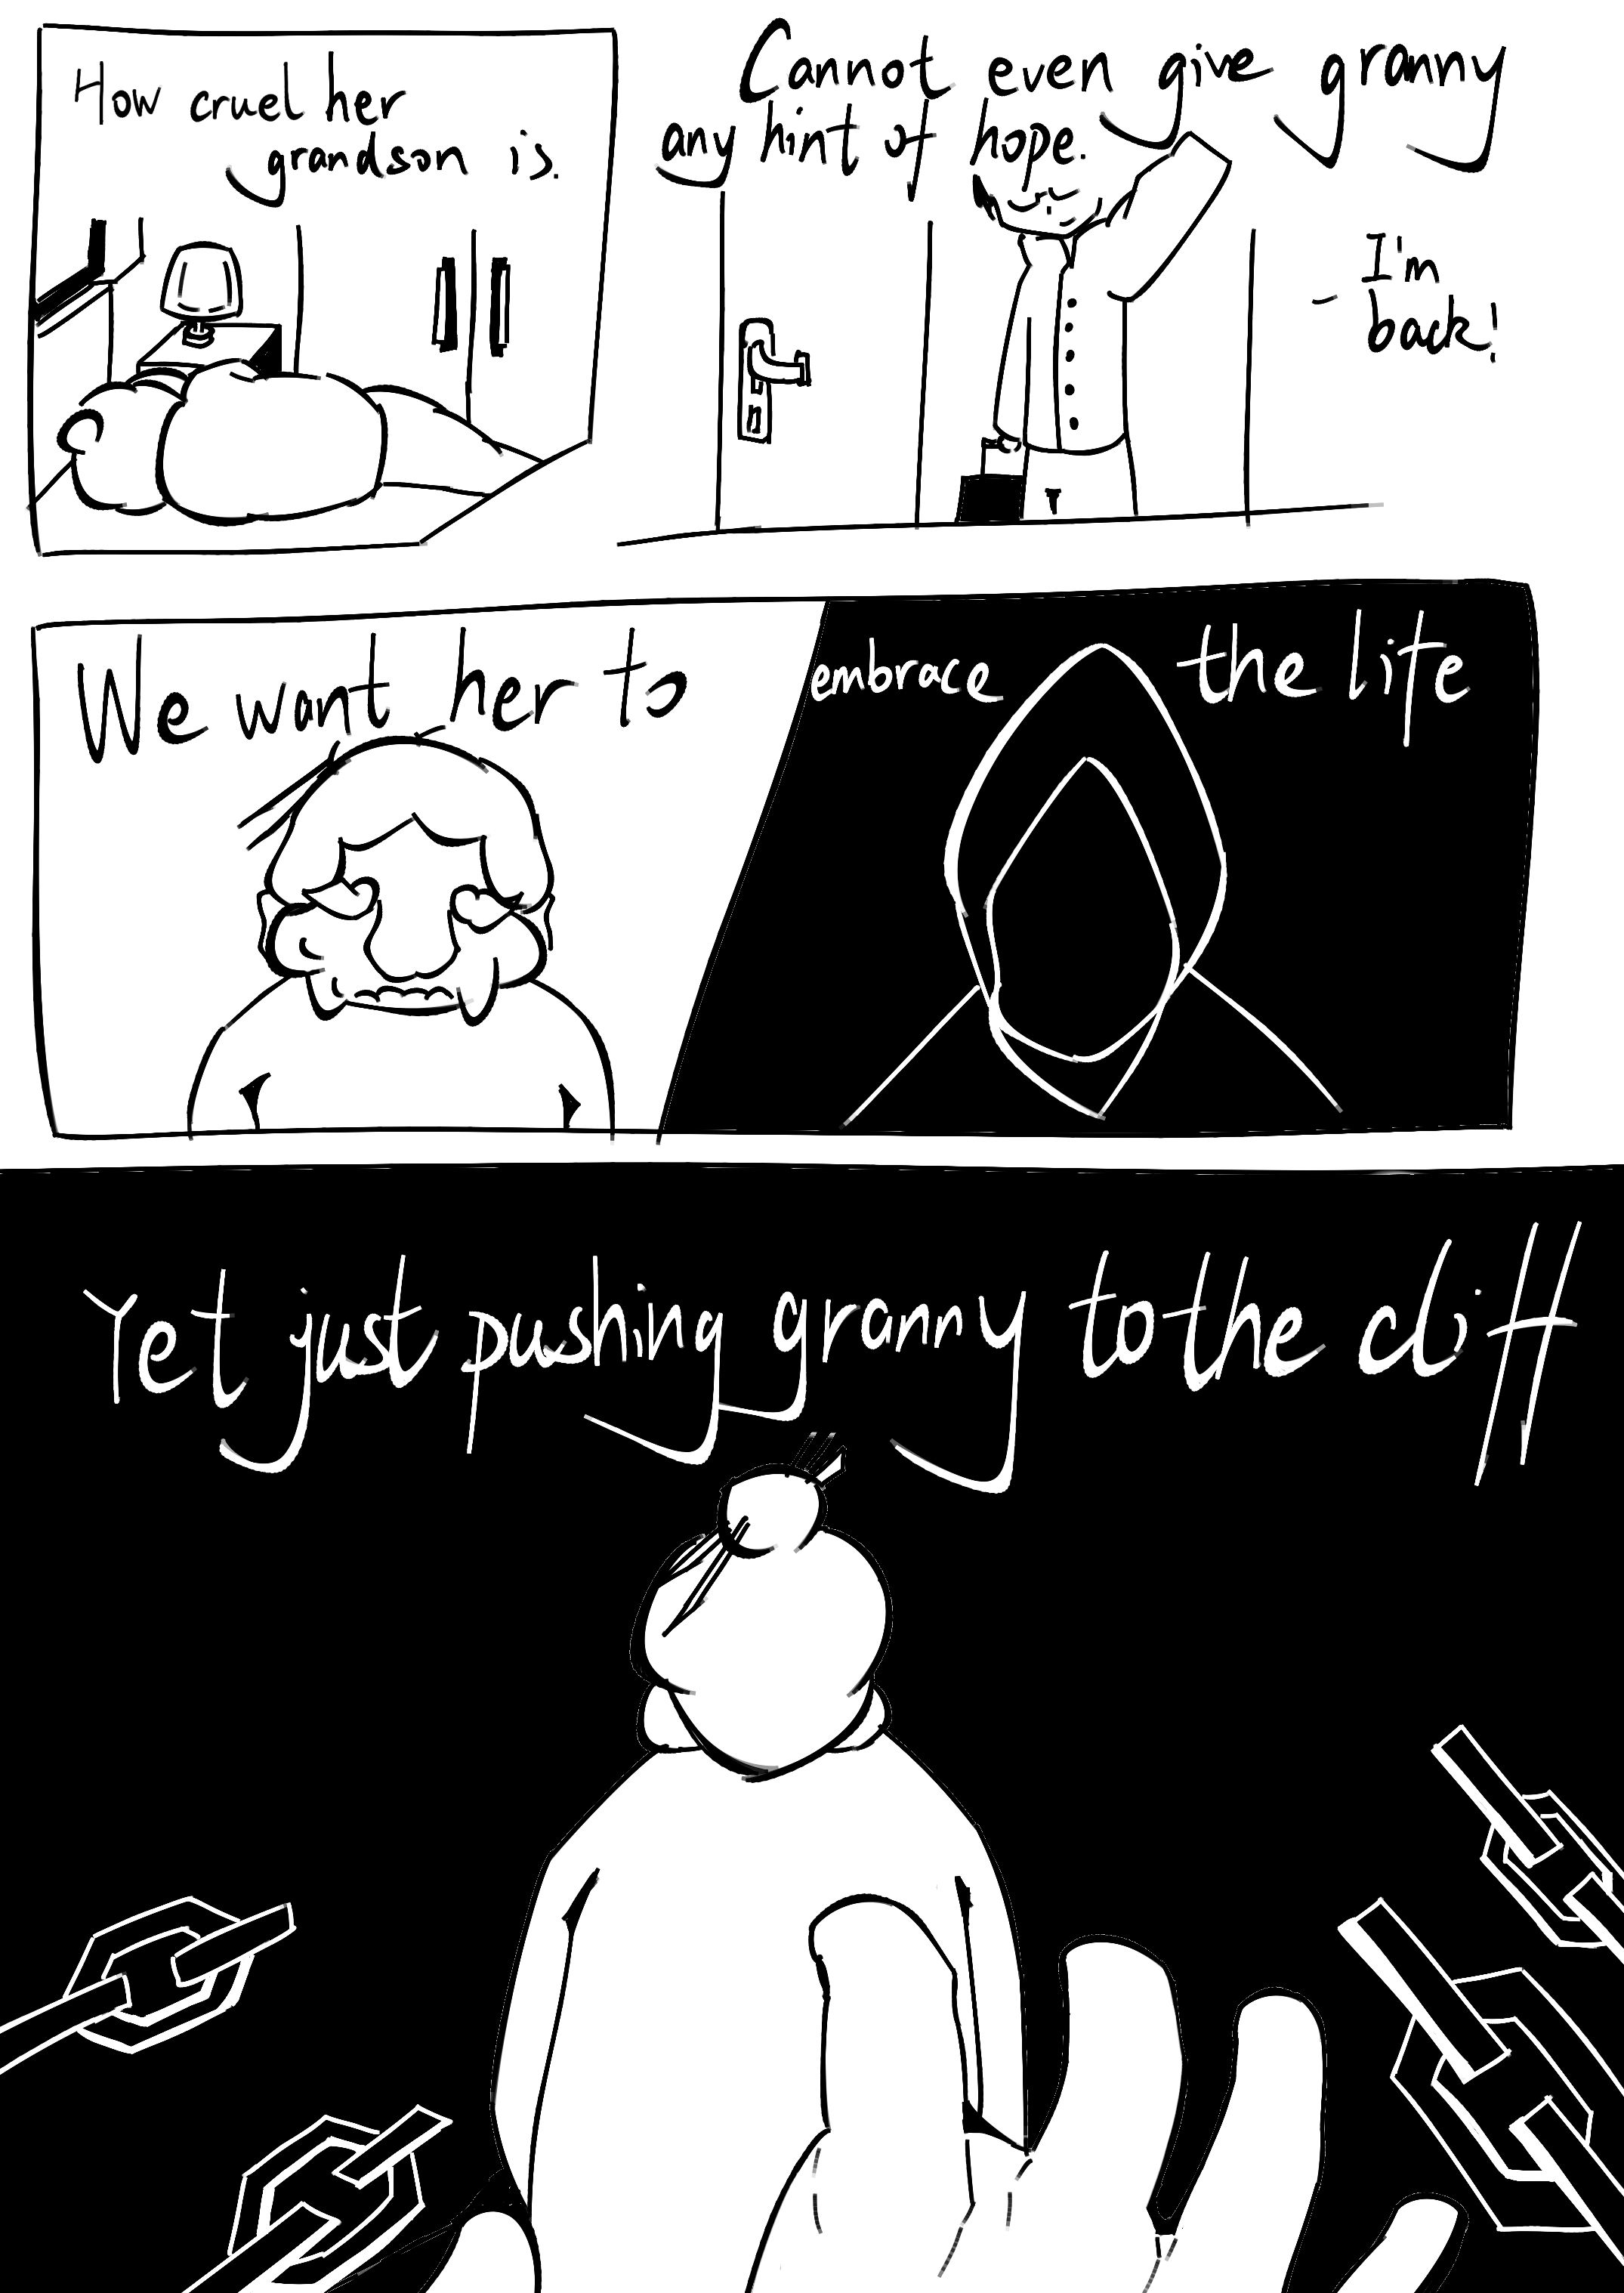 How cruel her
grandson is.
Cannot even give granny
any hint of hope.
- I'm
back!
We want her to
embrace the life
Yet just pushing granny to the cliff